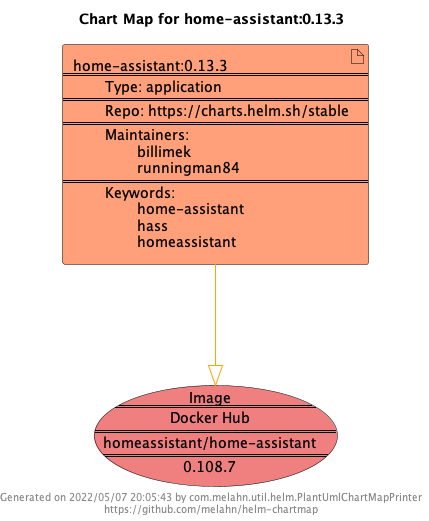 Chart Map for home-assistant:0.13.3
home-assistant:0.13.3
Type: application
Repo: https://charts.helm.sh/stable
Maintainers:
billimek
runningman84
Keywords:
home-assistant
hass
homeassistant
Image
Docker Hub
homeassistant/home-assistant
0.108.7
Generated on 2022/05/07 20:05:43 by com.melahn.util.helm.PlantUmlChartMapPrinter
https://github.com/melahn/helm-chartmap